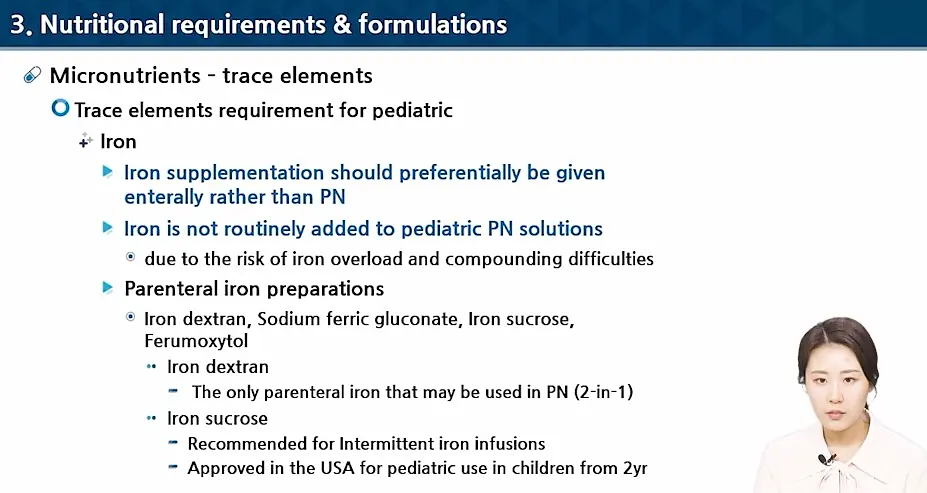 3. Nutritional requirements & formulations
Micronutrients - trace elements
Trace elements requirement for pediatric
Iron
Iron supplementation should preferentially be given
enterally rather than PN
Iron is not routinely added to pediatric PN solutions
due to the risk of iron overload and compounding difficulties
Parenteral iron preparations
Iron dextran, Sodium ferric gluconate, Iron sucrose,
Ferumoxytol
Iron dextran
The only parenteral iron that may be used in PN (2-in-1)
Iron sucrose
Recommended for Intermittent iron infusions
Approved in the USA for pediatric use in children from 2yr